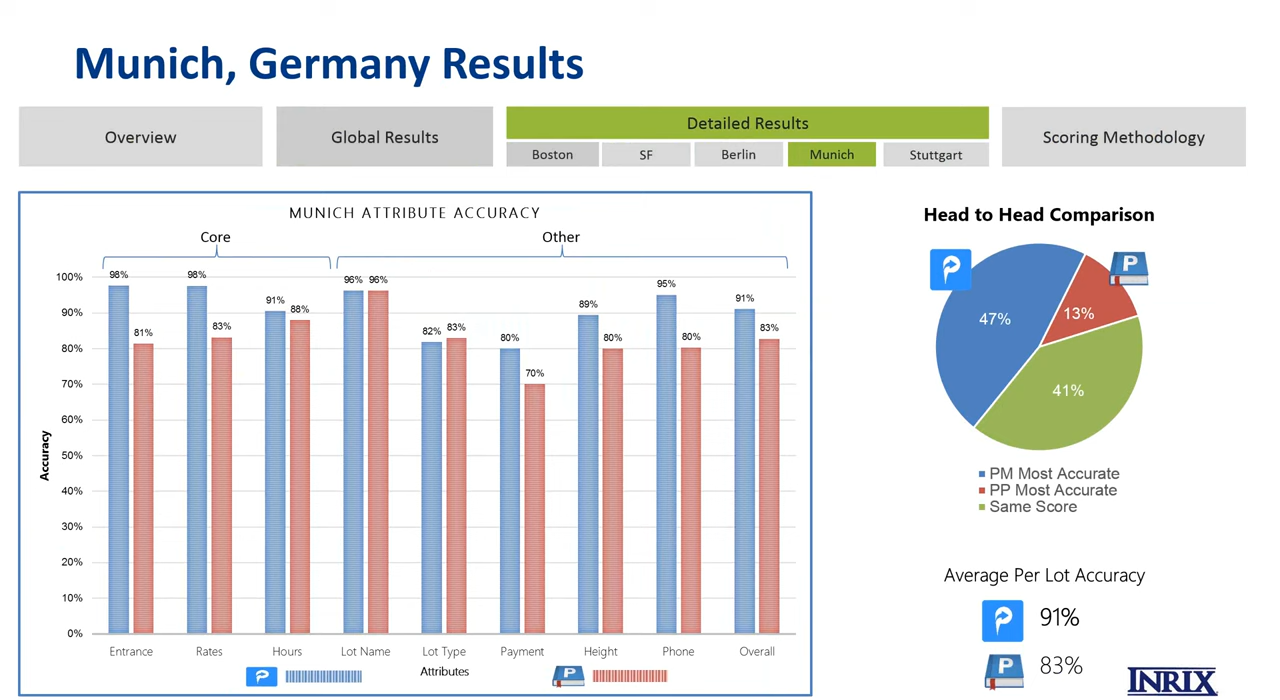 Munich, Germany Results
Overview
Global Results
Detailed Results
Boston
SF
Berlin
Munich
Stuttgart
Scoring Methodology
MUNICH ATTRIBUTE ACCURACY
Core
Other
100%
90%
80%
70%
60%
50%
40%
30%
20%
10%
0%
Accuracy
98%
81%
98%
83%
91%
88%
96%
96%
82%
83%
80%
70%
89%
80%
95%
80%
91%
83%
Entrance
Rates
Hours
Lot Name
Lot Type
Payment
Height
Phone
Overall
Attributes
P
P
Head to Head Comparison
P
P
47%
13%
41%
PM Most Accurate
PP Most Accurate
Same Score
Average Per Lot Accuracy
P 91%
P 83%
INRIX